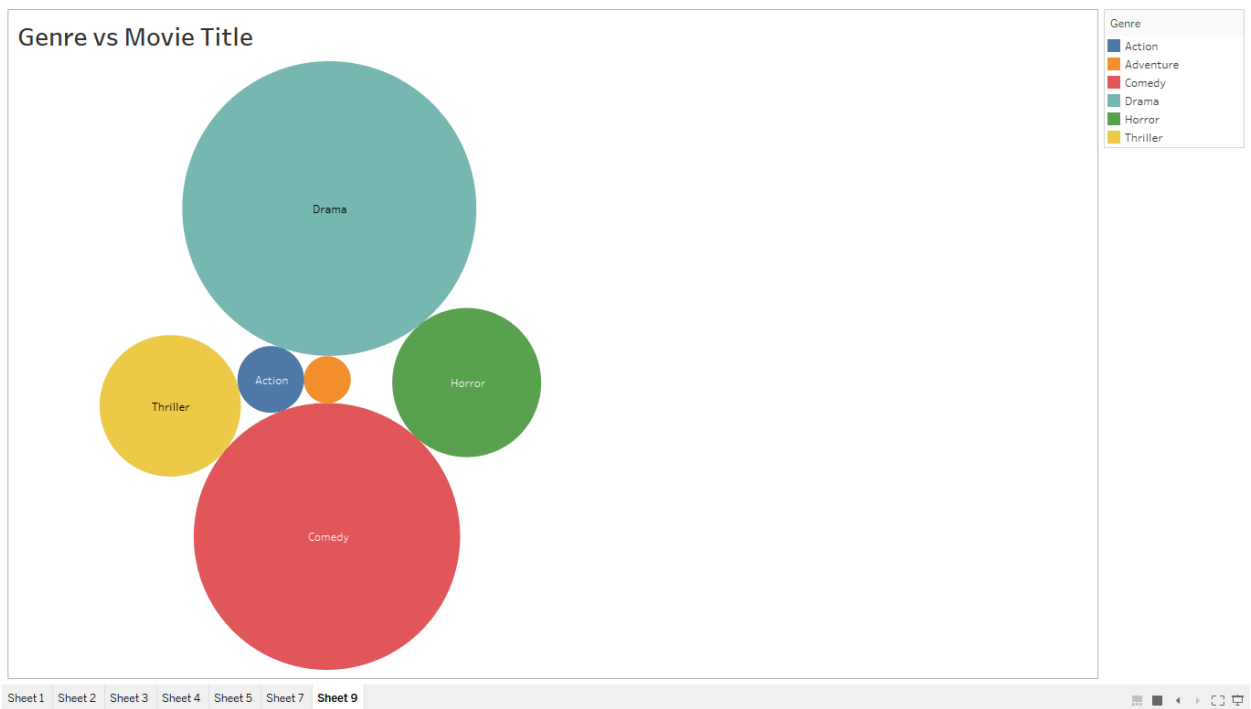 Genre vs Movie Title
Drama
Action
Horror
Thriller
Comedy
Genre
Action
Adventure
Comedy
Drama
Horror
Thriller
Sheet 1 Sheet 2 Sheet 3 Sheet 4 Sheet 5 Sheet 7 Sheet 9